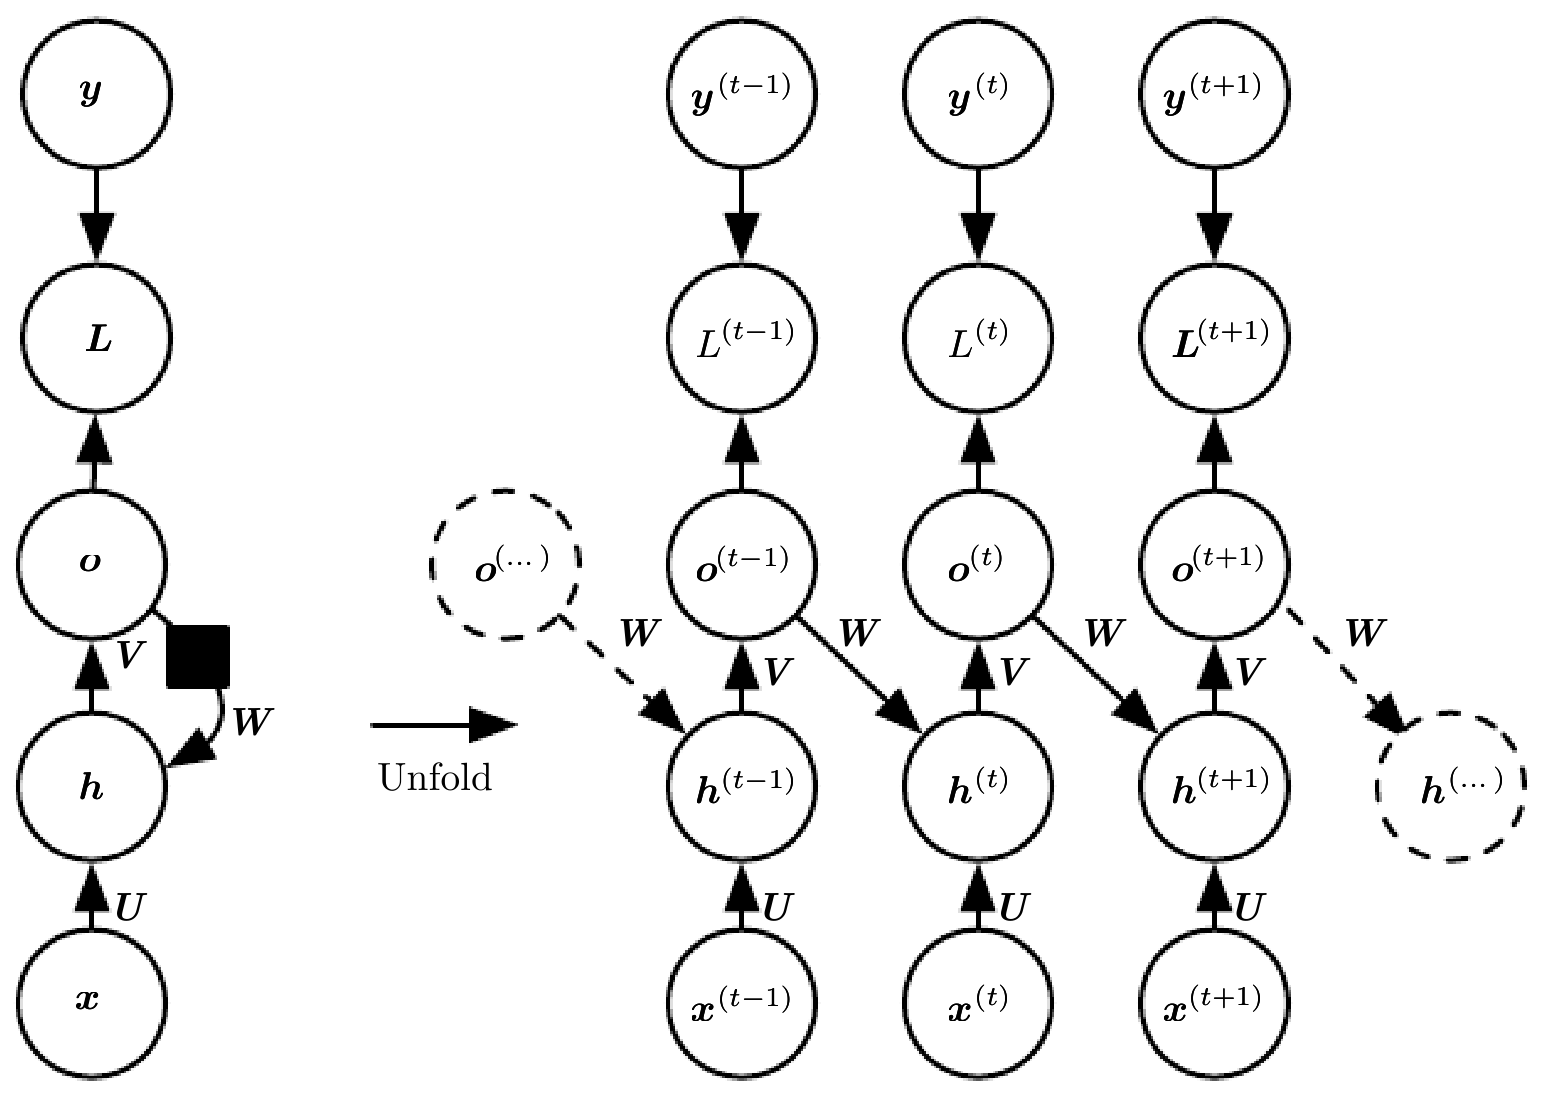 y y^(t−1) y^(t) y^(t+1)
L L^(t−1) L^(t) L^(t+1)
o o^(...) o^(t−1) o^(t) o^(t+1)
W W W W
V V V V
W
h Unfold h^(t−1) h^(t) h^(t+1) h^(...)
U U U U
x x^(t−1) x^(t) x^(t+1)